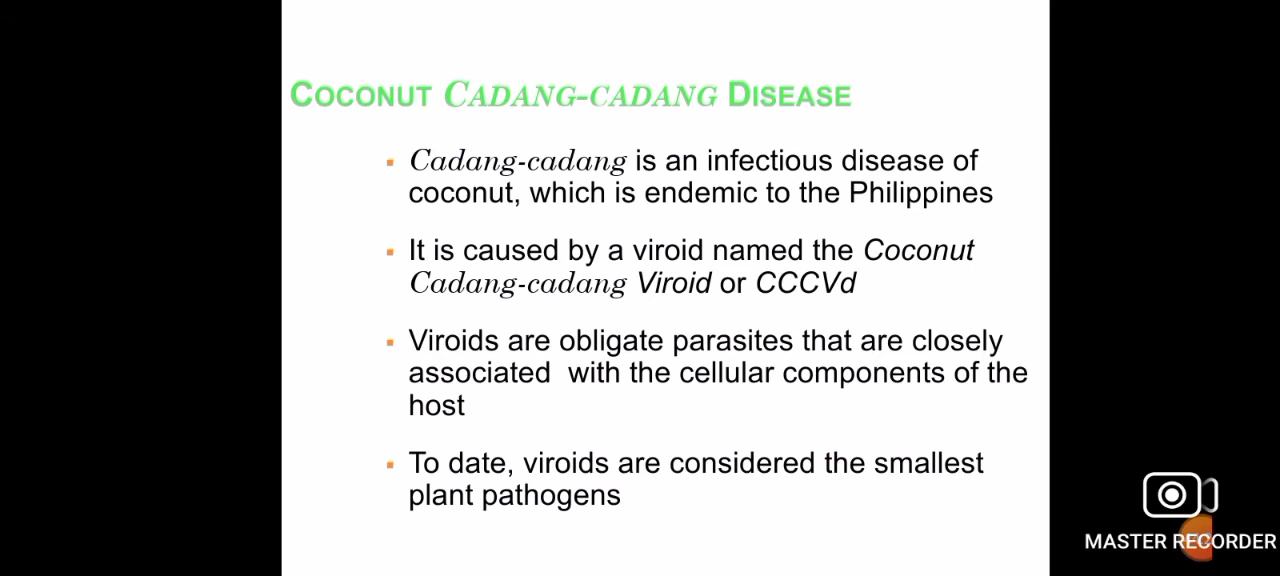 COCONUT CADANG-CADANG DISEASE
▪ Cadang-cadang is an infectious disease of
coconut, which is endemic to the Philippines
▪ It is caused by a viroid named the Coconut
Cadang-cadang Viroid or CCCVd
▪ Viroids are obligate parasites that are closely
associated with the cellular components of the
host
▪ To date, viroids are considered the smallest
plant pathogens
MASTER RECORDER